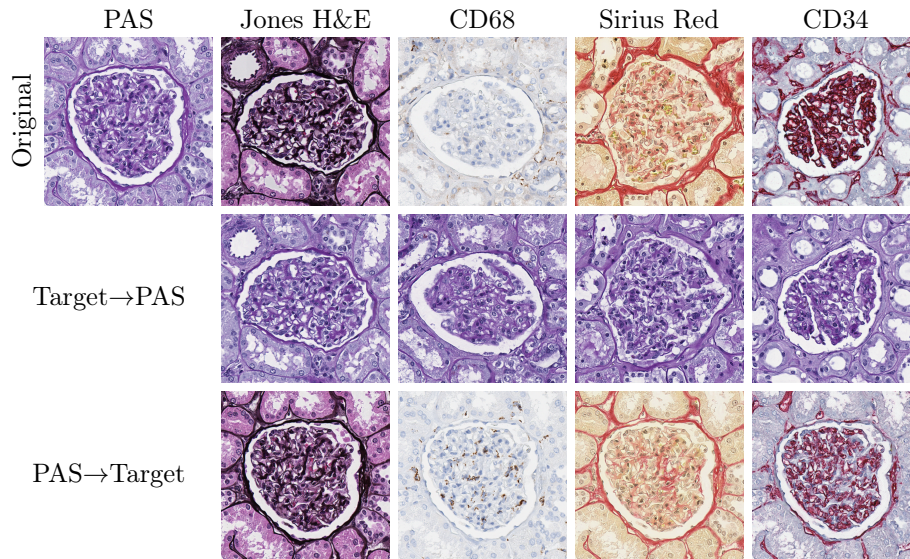 PAS Jones H&E CD68 Sirius Red CD34
Original
Target→PAS
PAS→Target